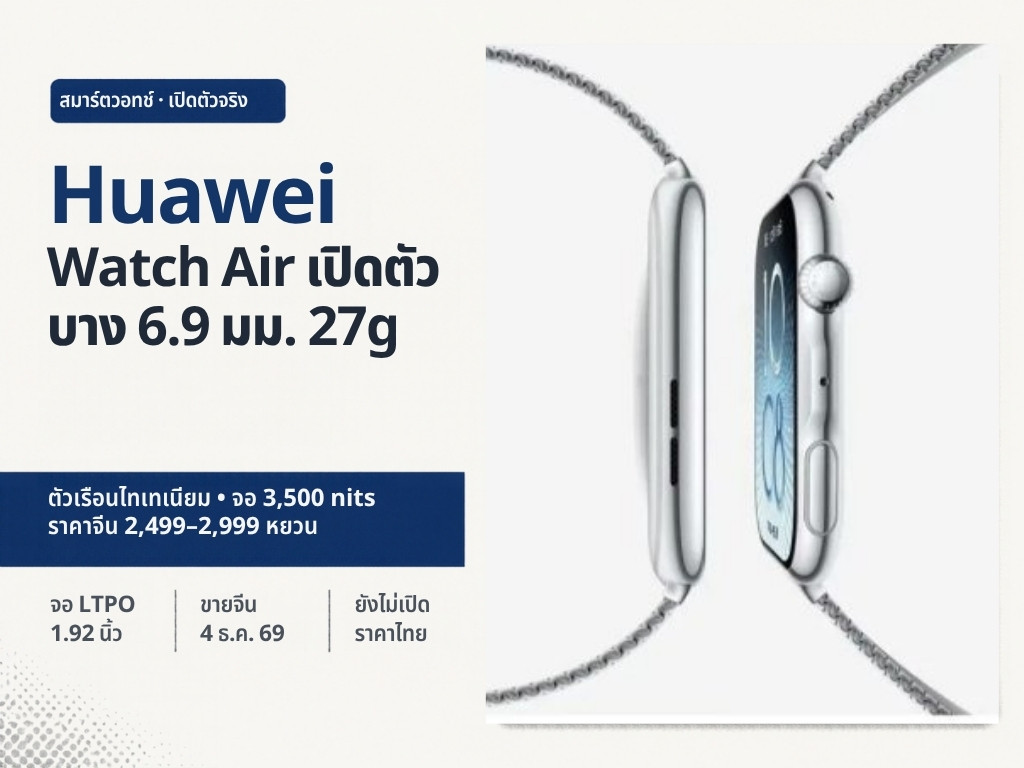 สมาร์ตวอทช์ · เปิดตัวจริง
Huawei
Watch Air เปิดตัว
บาง 6.9 มม. 27g
ตัวเรือนไทเทเนียม • จอ 3,500 nits
ราคาจีน 2,499–2,999 หยวน
จอ LTPO
1.92 นิ้ว
ขายจีน
4 ธ.ค. 69
ยังไม่เปิด
ราคาไทย
10
08